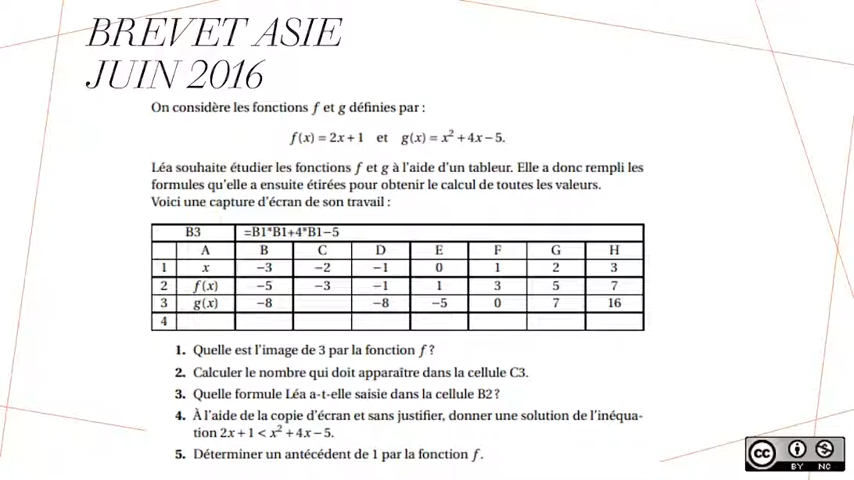 BREVET ASIE
JUIN 2016
On considère les fonctions f et g définies par :
f(x) = 2x+1 et g(x) = x² +4x−5.
Léa souhaite étudier les fonctions f et g à l'aide d'un tableur. Elle a donc rempli les
formules qu'elle a ensuite étirées pour obtenir le calcul de toutes les valeurs.
Voici une capture d'écran de son travail :
B3 =B1*B1+4*B1−5
A B C D E F G H
1 x −3 −2 −1 0 1 2 3
2 f(x) −5 −3 −1 1 3 5 7
3 g(x) −8 −8 −5 0 7 16
4
1. Quelle est l'image de 3 par la fonction f ?
2. Calculer le nombre qui doit apparaître dans la cellule C3.
3. Quelle formule Léa a-t-elle saisie dans la cellule B2 ?
4. À l'aide de la copie d'écran et sans justifier, donner une solution de l'inéqua-
tion 2x+1 < x² +4x−5.
5. Déterminer un antécédent de 1 par la fonction f.
cc BY NC